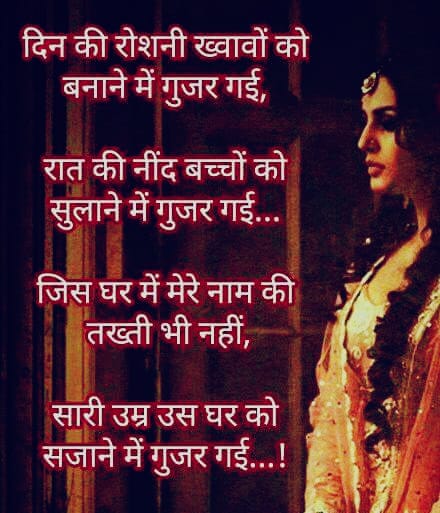 दिन की रोशनी ख्वावों को
बनाने में गुजर गई,
रात की नींद बच्चों को
सुलाने में गुजर गई...
जिस घर में मेरे नाम की
तख्ती भी नहीं,
सारी उम्र उस घर को
सजाने में गुजर गई...!